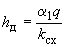 h_д = α₁q / k_сх